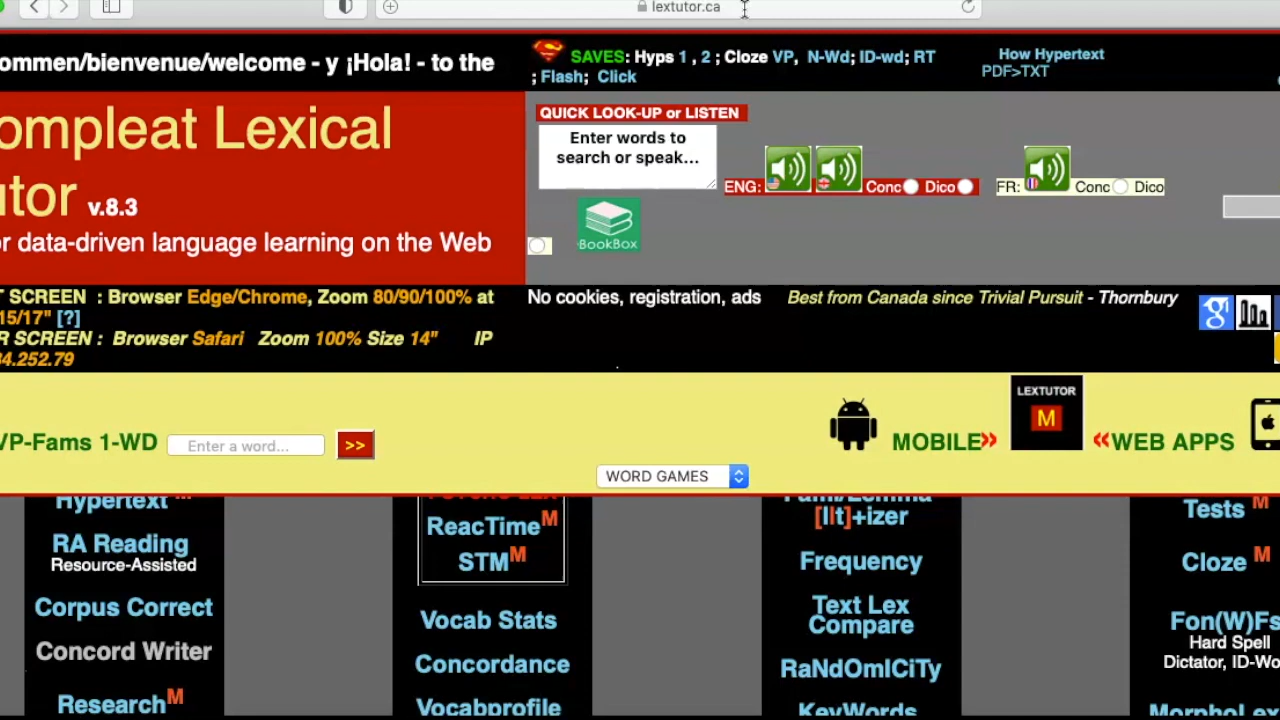 lextutor.ca
ommen/bienvenue/welcome - y ¡Hola! - to the
SAVES: Hyps 1 , 2 ; Cloze VP, N-Wd; ID-wd; RT
; Flash; Click
How Hypertext
PDF>TXT
ompleat Lexical
utor v.8.3
or data-driven language learning on the Web
QUICK LOOK-UP or LISTEN
Enter words to
search or speak...
ENG: Conc Dico
FR: Conc Dico
BookBox
T SCREEN : Browser Edge/Chrome, Zoom 80/90/100% at
15/17" [?]
R SCREEN : Browser Safari Zoom 100% Size 14" IP
4.252.79
No cookies, registration, ads
Best from Canada since Trivial Pursuit - Thornbury
VP-Fams 1-WD
Enter a word...
>>
MOBILE»
LEXTUTOR
M
«WEB APPS
WORD GAMES
Hypertext
RA Reading
Resource-Assisted
Corpus Correct
Concord Writer
Research M
ReacTime M
STM M
Vocab Stats
Concordance
Vocabprofile
Fam/Lemma
[lIt]+izer
Frequency
Text Lex
Compare
RaNdOmICiTy
KeyWords
Tests M
Cloze M
Fon(W)Fs
Hard Spell
Dictator, ID-Wo
MorphoLex